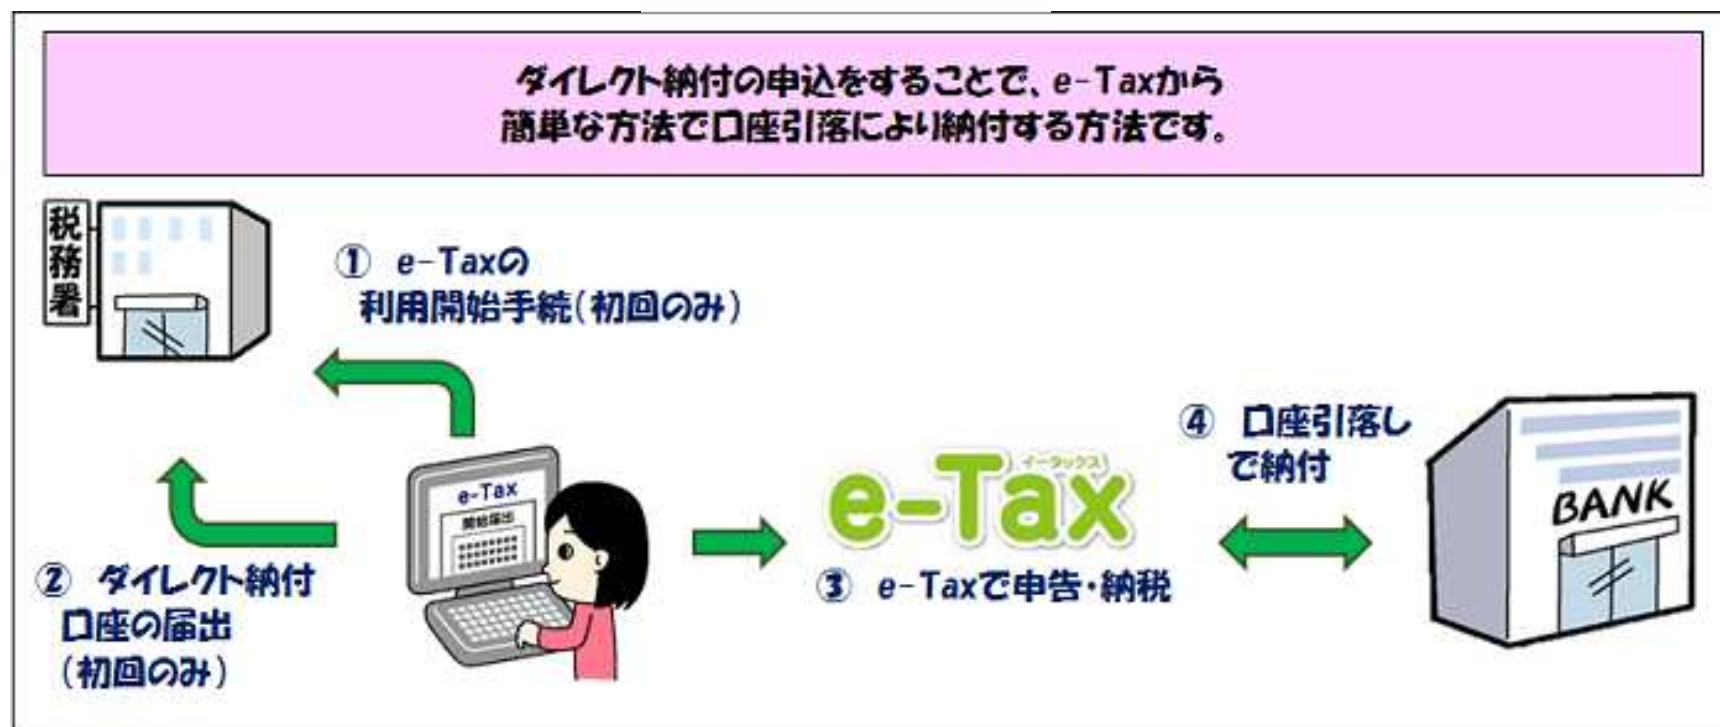 ダイレクト納付の申込をすることで、e-Taxから
簡単な方法で口座引落により納付する方法です。
税務署
① e-Taxの
利用開始手続(初回のみ)
② ダイレクト納付
口座の届出
(初回のみ)
e-Tax
開始届出
イータックス
e-Tax
③ e-Taxで申告・納税
④ 口座引落し
で納付
BANK